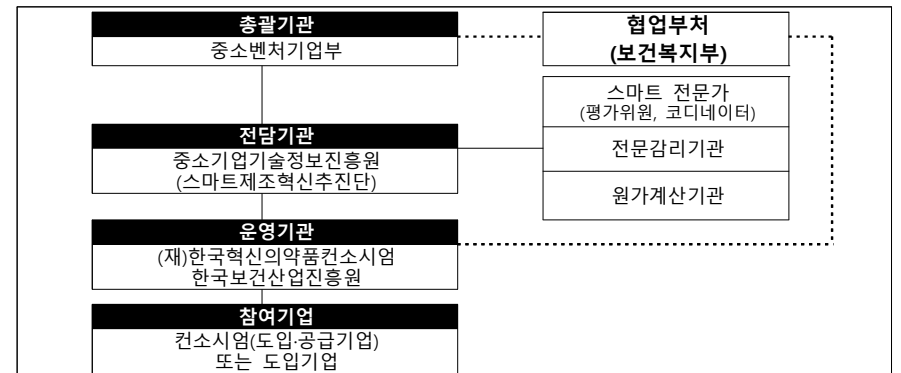 총괄기관
중소벤처기업부
협업부처
(보건복지부)
스마트 전문가
(평가위원, 코디네이터)
전담기관
중소기업기술정보진흥원
(스마트제조혁신추진단)
전문감리기관
원가계산기관
운영기관
(재)한국혁신의약품컨소시엄
한국보건산업진흥원
참여기업
컨소시엄(도입·공급기업)
또는 도입기업